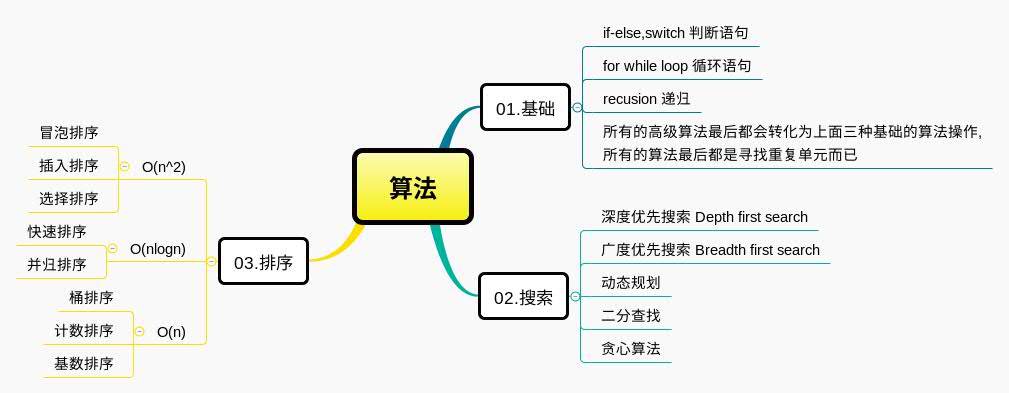 算法
01.基础
if-else,switch 判断语句
for while loop 循环语句
recusion 递归
所有的高级算法最后都会转化为上面三种基础的算法操作,
所有的算法最后都是寻找重复单元而已
02.搜索
深度优先搜索 Depth first search
广度优先搜索 Breadth first search
动态规划
二分查找
贪心算法
03.排序
O(n^2)
冒泡排序
插入排序
选择排序
O(nlogn)
快速排序
并归排序
O(n)
桶排序
计数排序
基数排序